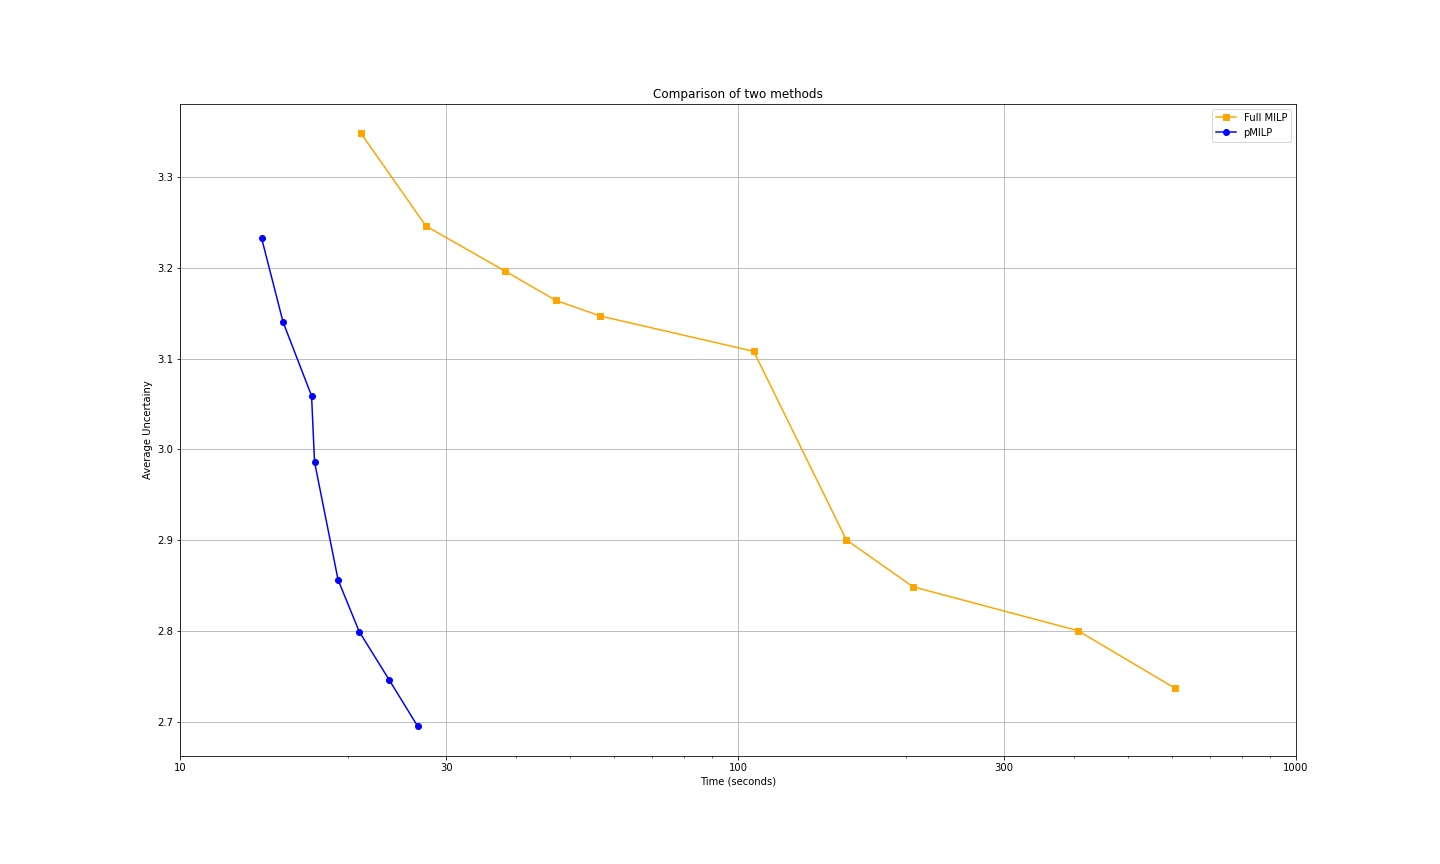 Comparison of two methods
Full MILP
pMILP
3.3
3.2
3.1
3.0
2.9
2.8
2.7
Average Uncertainy
10
30
100
300
1000
Time (seconds)